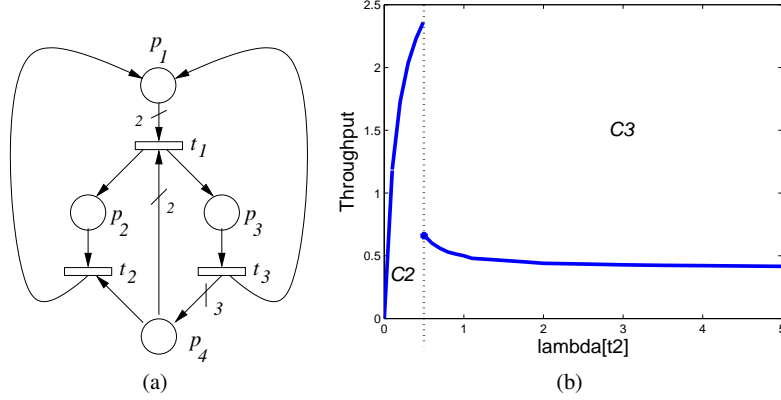 p1
2
t1
2
p2
p3
t2
t3
3
p4
(a)
2.5
2
1.5
1
0.5
0
Throughput
C3
C2
0 1 2 3 4 5
lambda[t2]
(b)